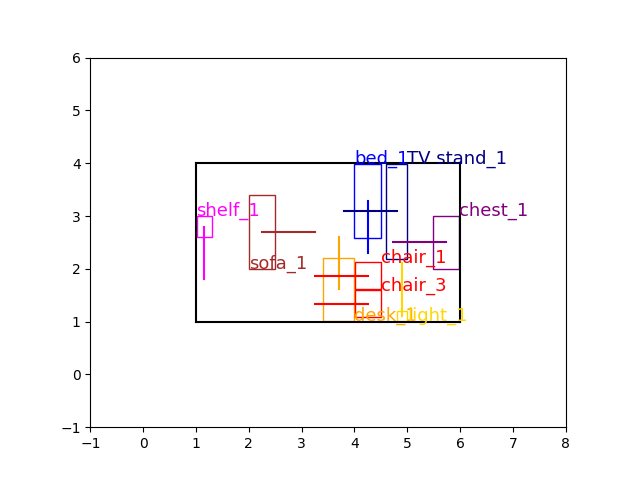 6
5
bed_1 TV stand_1
4
shelf_1 chest_1
3
chair_1
sofa_1
2
chair_3
desk_1 night_1
1
0
−1
−1 0 1 2 3 4 5 6 7 8